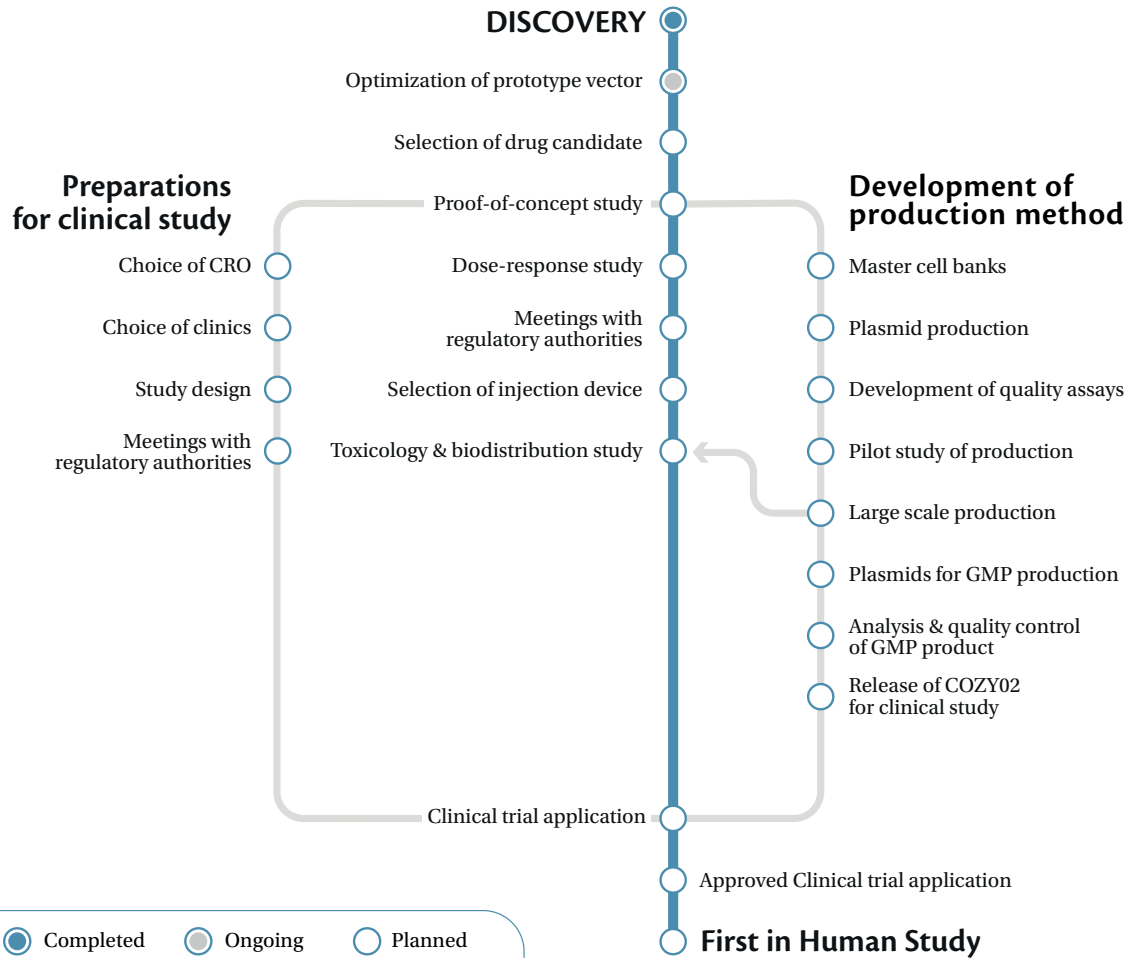 DISCOVERY
Optimization of prototype vector
Selection of drug candidate
Proof-of-concept study
Preparations
for clinical study
Choice of CRO
Choice of clinics
Study design
Meetings with
regulatory authorities
Dose-response study
Meetings with
regulatory authorities
Selection of injection device
Toxicology & biodistribution study
Development of
production method
Master cell banks
Plasmid production
Development of quality assays
Pilot study of production
Large scale production
Plasmids for GMP production
Analysis & quality control
of GMP product
Release of COZY02
for clinical study
Clinical trial application
Approved Clinical trial application
First in Human Study
Completed
Ongoing
Planned